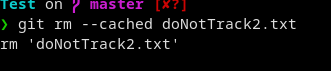 Test on  master [✘?]
❯ git rm --cached doNotTrack2.txt
rm 'doNotTrack2.txt'